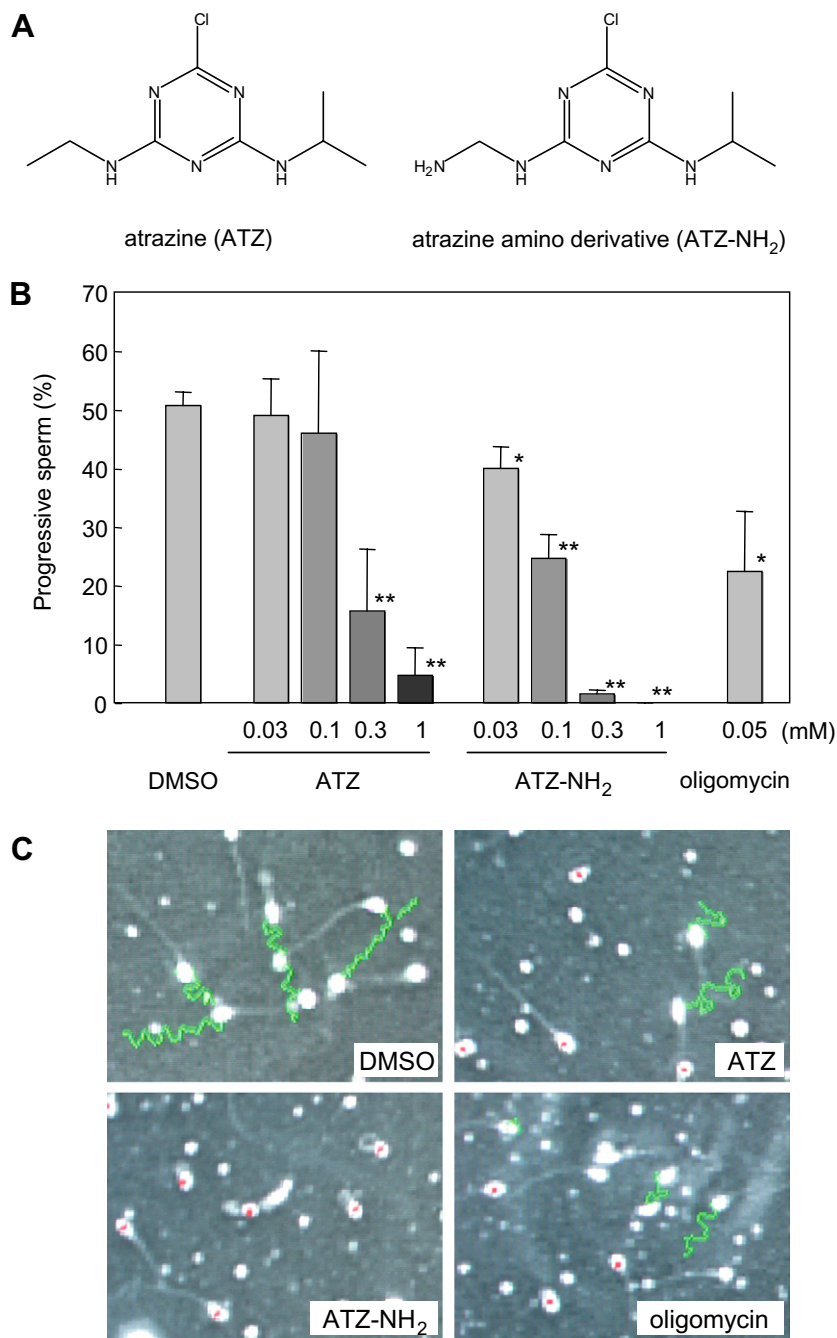 A
Cl
N
N
N
N
H
N
H
atrazine (ATZ)
Cl
N
N
N
H₂N
N
H
N
H
atrazine amino derivative (ATZ-NH₂)
B
Progressive sperm (%)
70
60
50
40
30
20
10
0
**
**
*
**
**
**
*
0.03 0.1 0.3 1 0.03 0.1 0.3 1 0.05 (mM)
DMSO ATZ ATZ-NH₂ oligomycin
C
DMSO
ATZ
ATZ-NH₂
oligomycin